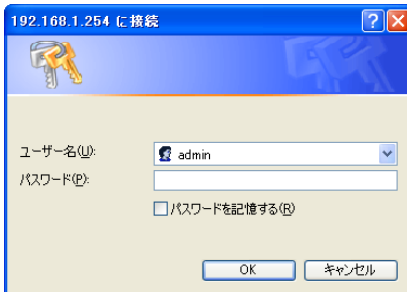 192.168.1.254 に接続
ユーザー名(U):
admin
パスワード(P):
パスワードを記憶する(R)
OK
キャンセル